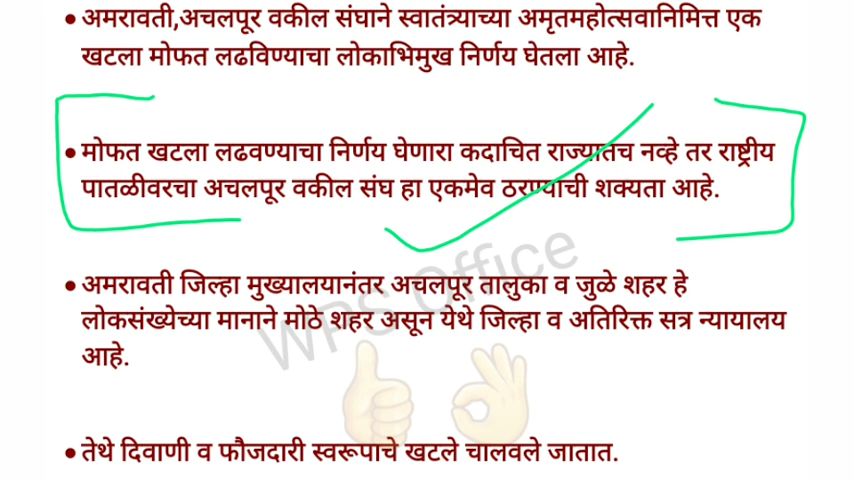 • अमरावती,अचलपूर वकील संघाने स्वातंत्र्याच्या अमृतमहोत्सवानिमित्त एक
खटला मोफत लढविण्याचा लोकाभिमुख निर्णय घेतला आहे.
• मोफत खटला लढवण्याचा निर्णय घेणारा कदाचित राज्यातच नव्हे तर राष्ट्रीय
पातळीवरचा अचलपूर वकील संघ हा एकमेव ठरण्याची शक्यता आहे.
• अमरावती जिल्हा मुख्यालयानंतर अचलपूर तालुका व जुळे शहर हे
लोकसंख्येच्या मानाने मोठे शहर असून येथे जिल्हा व अतिरिक्त सत्र न्यायालय
आहे.
WPS Office
• तेथे दिवाणी व फौजदारी स्वरूपाचे खटले चालवले जातात.